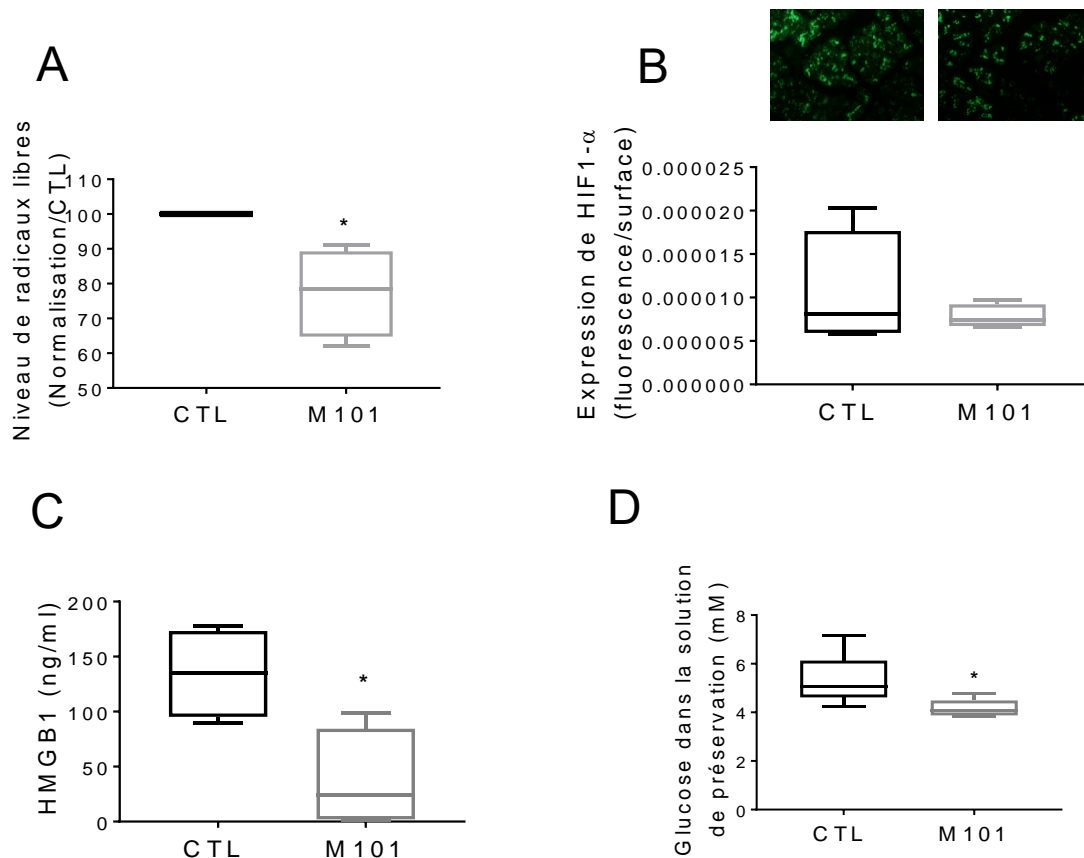 A
Niveau de radicaux libres
(Normalisation/CTL)
110
100
90
80
70
60
50
*
CTL
M101
B
Expression de HIF1-α
(fluorescence/surface)
0.000025
0.000020
0.000015
0.000010
0.000005
0.000000
CTL
M101
C
HMGB1 (ng/ml)
200
150
100
50
0
*
CTL
M101
D
Glucose dans la solution
de préservation (mM)
8
6
4
2
0
*
CTL
M101